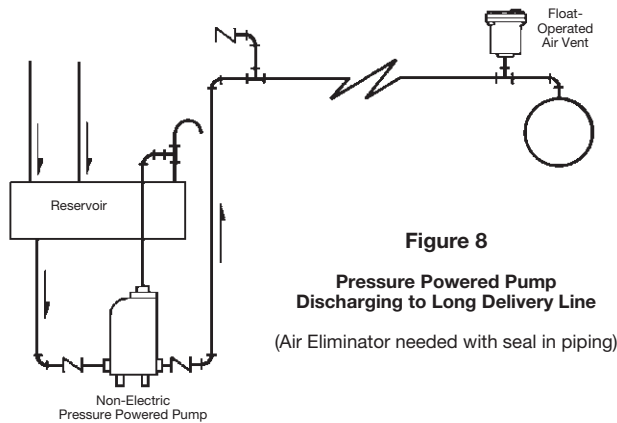 Float-
Operated
Air Vent
Reservoir
Figure 8
Pressure Powered Pump
Discharging to Long Delivery Line
(Air Eliminator needed with seal in piping)
Non-Electric
Pressure Powered Pump